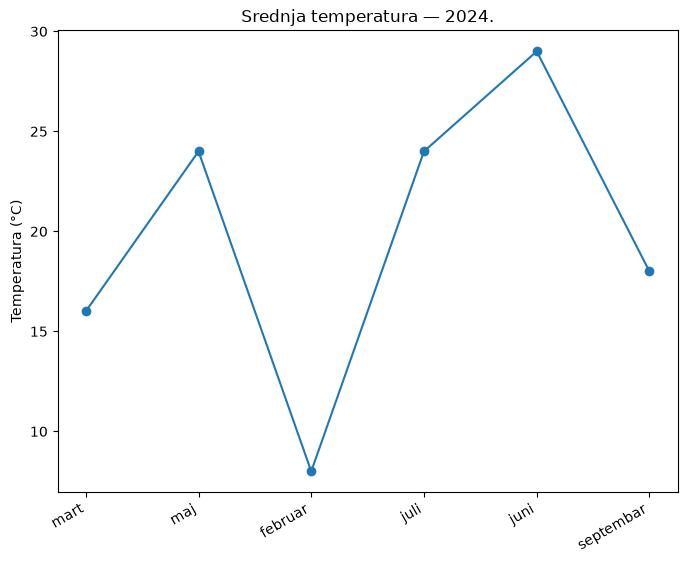 Srednja temperatura — 2024.
Temperatura (°C)
30
25
20
15
10
mart
maj
februar
juli
juni
septembar